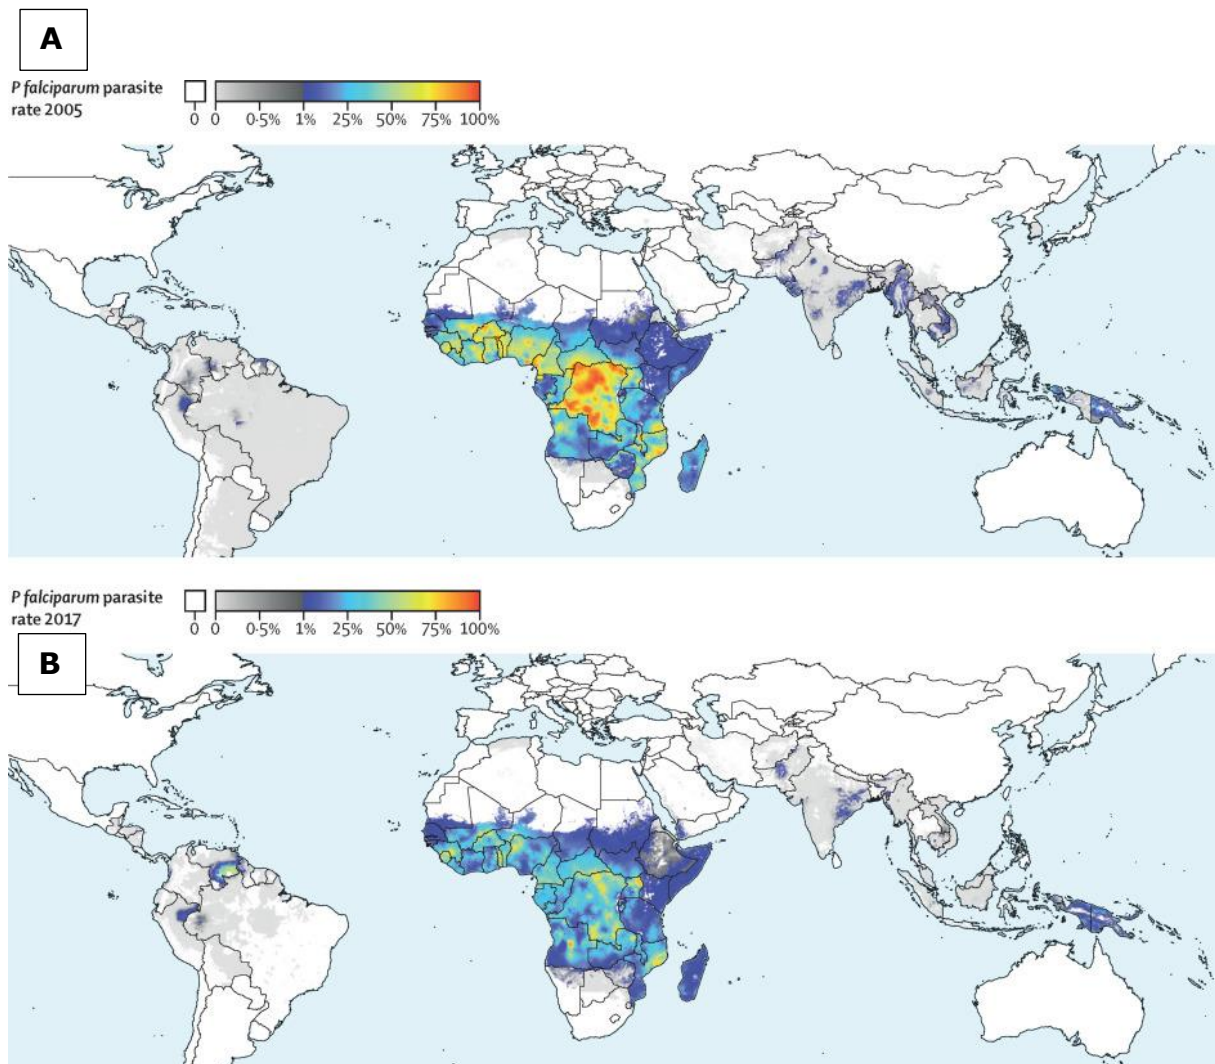 A
P falciparum parasite
rate 2005
0 0 0·5% 1% 25% 50% 75% 100%
P falciparum parasite
rate 2017
0 0 0·5% 1% 25% 50% 75% 100%
B